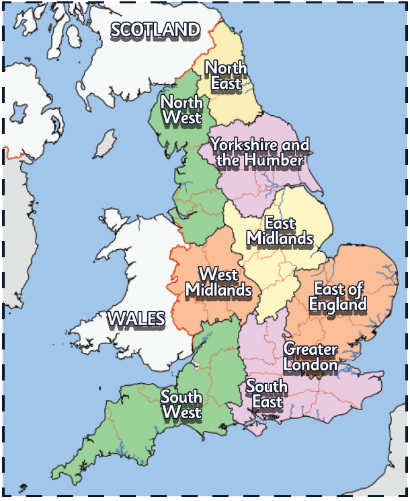 SCOTLAND
North
East
North
West
Yorkshire and
the Humber
East
Midlands
West
Midlands
East of
England
WALES
Greater
London
South
West
South
East